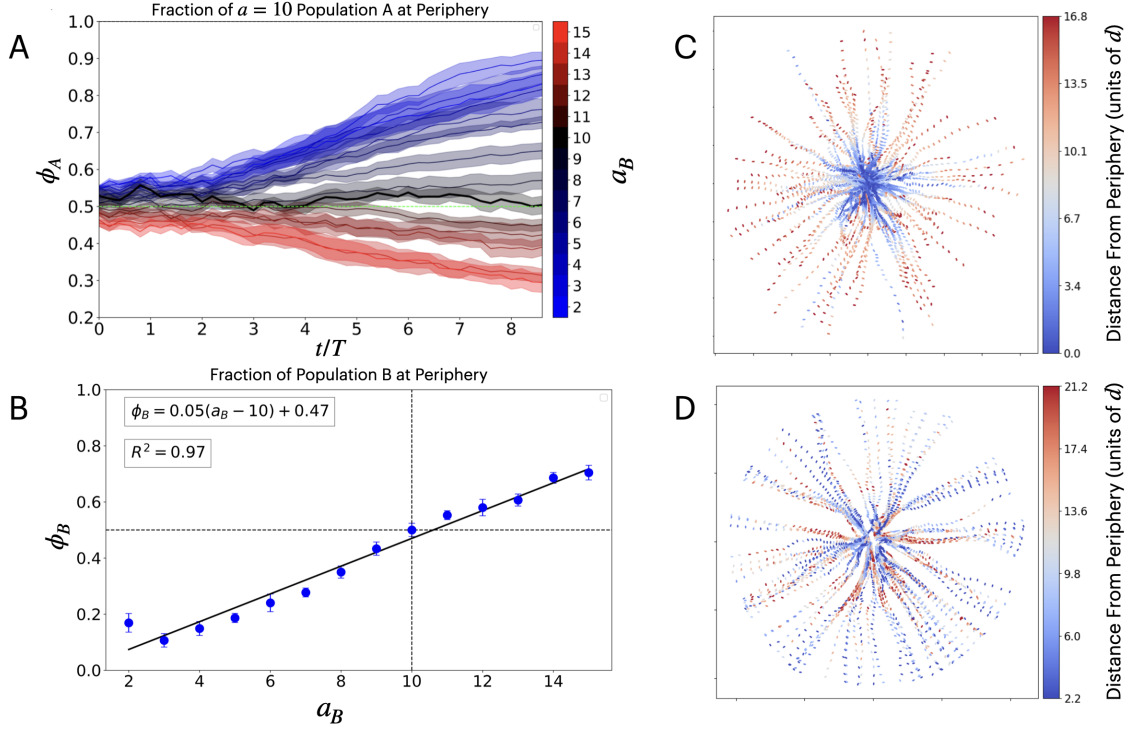 A
Fraction of a = 10 Population A at Periphery
1.0
0.9
0.8
0.7
0.6
0.5
0.4
0.3
0.2
ϕ_A
0 1 2 3 4 5 6 7 8
t/T
15
14
13
12
11
10
9
8
7
6
5
4
3
2
a_B
B
Fraction of Population B at Periphery
ϕ_B = 0.05(a_B − 10) + 0.47
R² = 0.97
1.0
0.8
0.6
0.4
0.2
0.0
ϕ_B
2 4 6 8 10 12 14
a_B
C
16.8
13.5
10.1
6.7
3.4
0.0
Distance From Periphery (units of d)
D
21.2
17.4
13.6
9.8
6.0
2.2
Distance From Periphery (units of d)